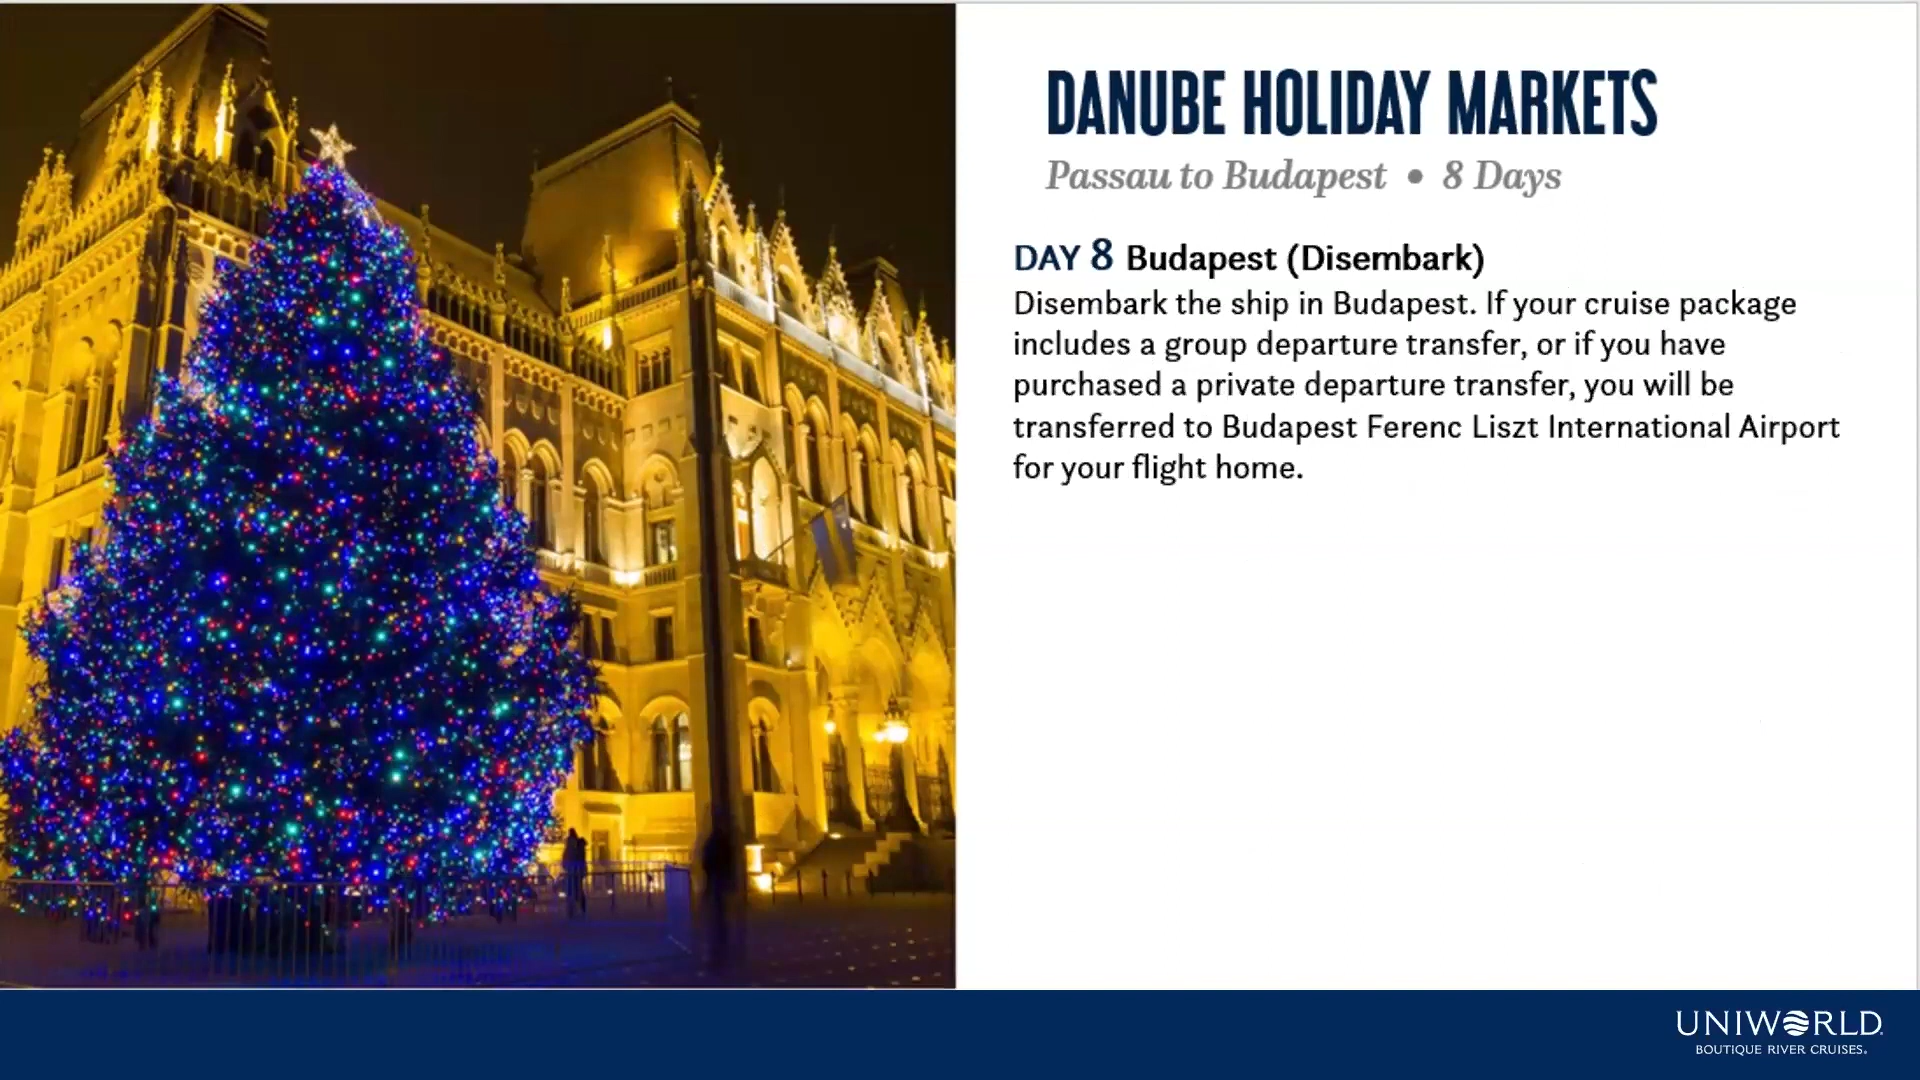 DANUBE HOLIDAY MARKETS
Passau to Budapest • 8 Days
DAY 8 Budapest (Disembark)
Disembark the ship in Budapest. If your cruise package
includes a group departure transfer, or if you have
purchased a private departure transfer, you will be
transferred to Budapest Ferenc Liszt International Airport
for your flight home.
UNIWORLD
BOUTIQUE RIVER CRUISES